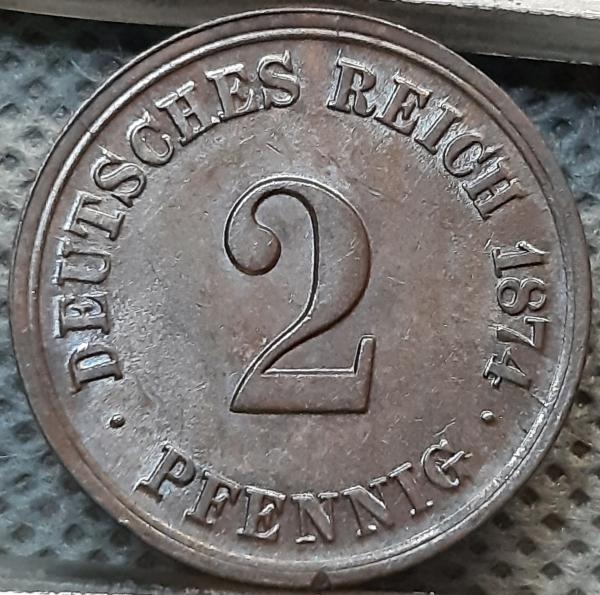 DEUTSCHES REICH 1874
2
· PFENNIG ·